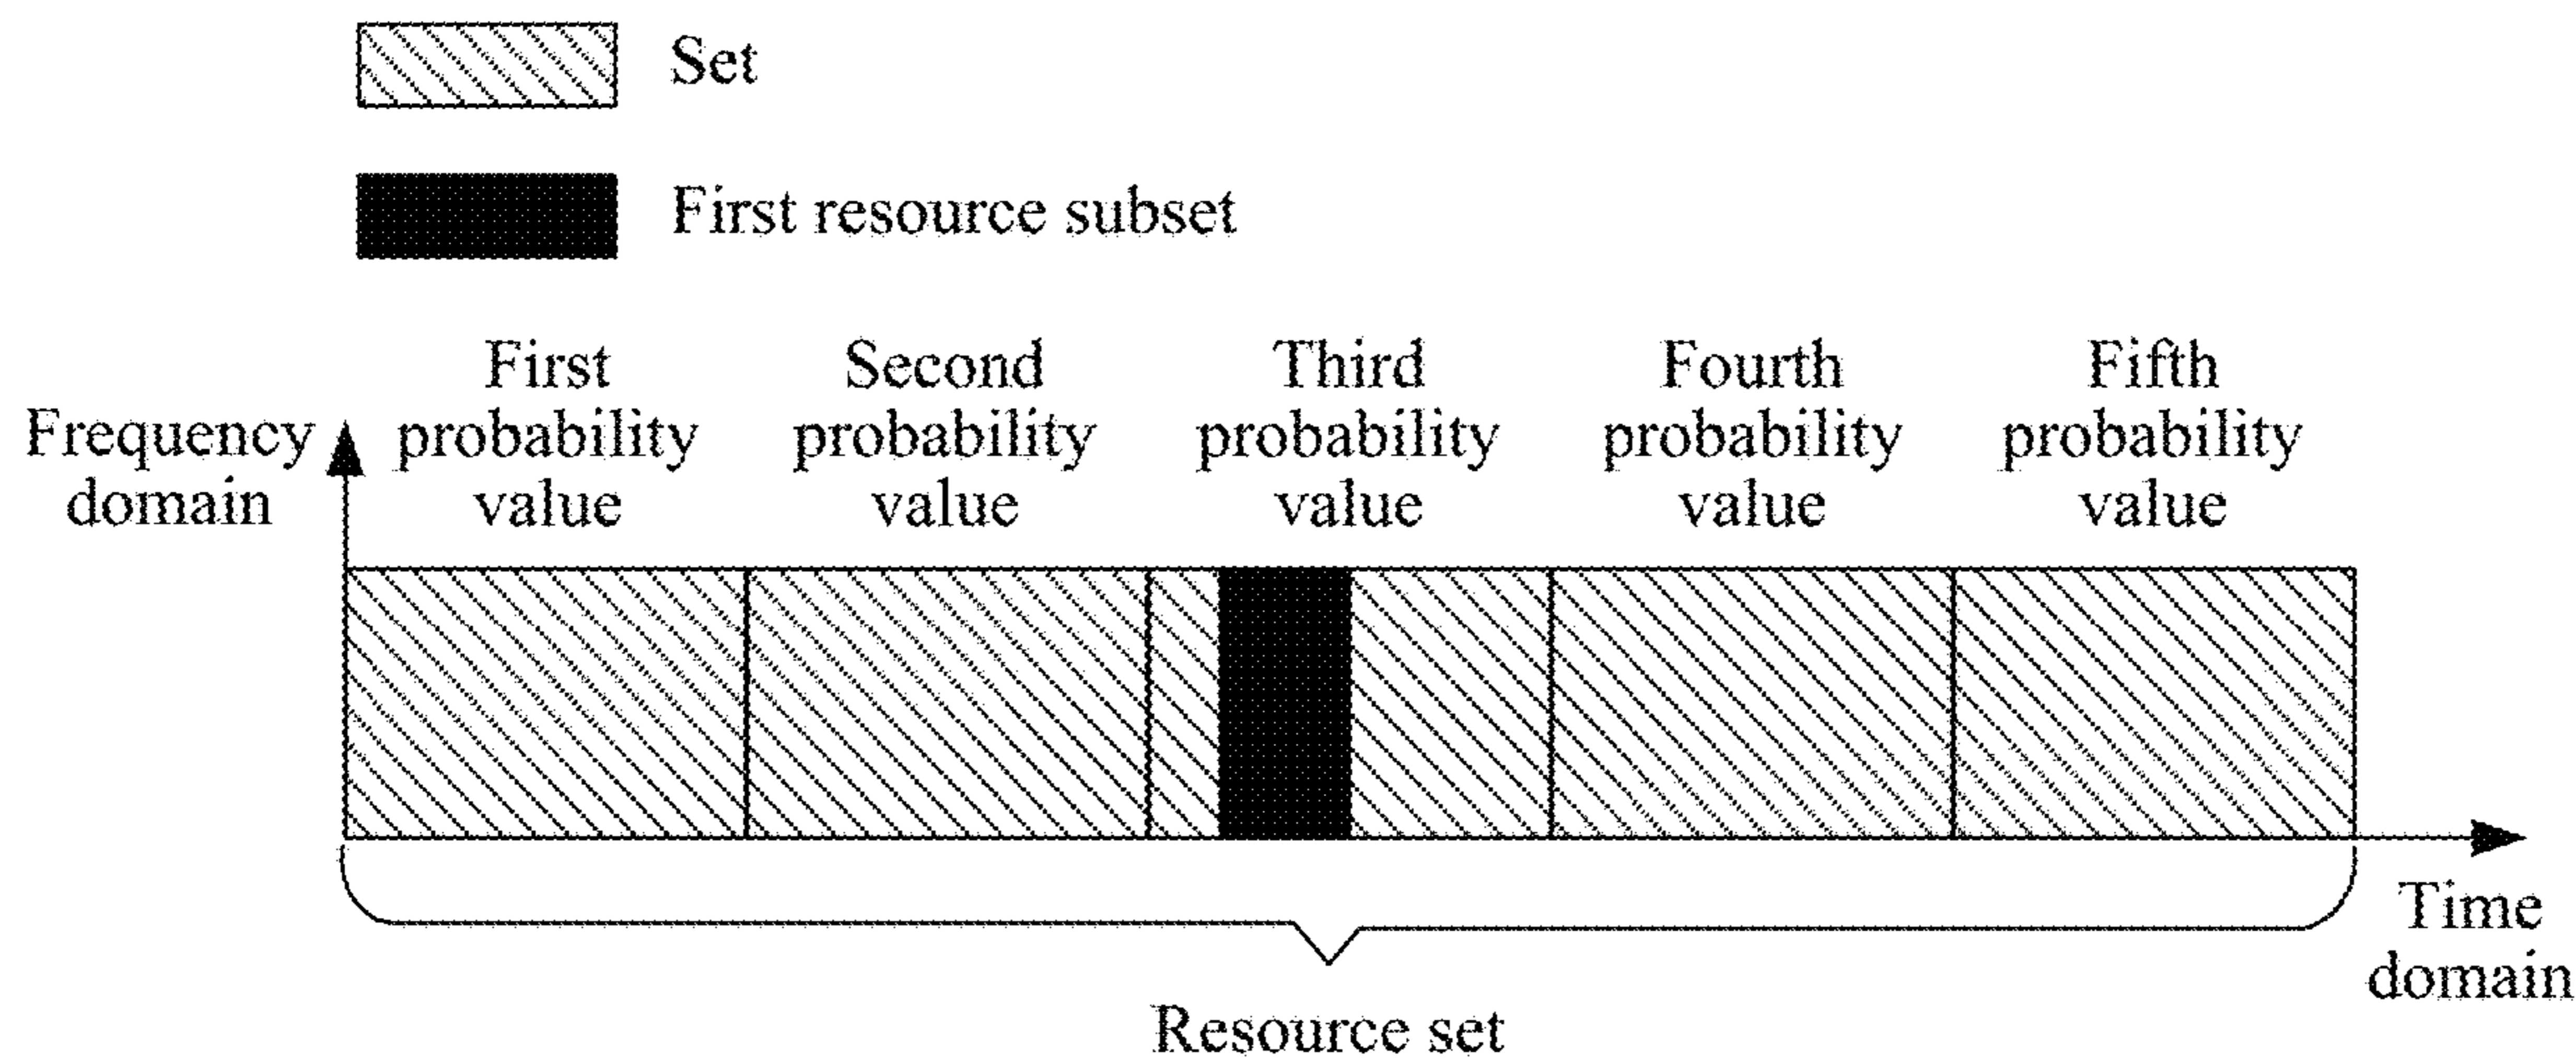 Set
First resource subset
Frequency
domain
First
probability
value
Second
probability
value
Third
probability
value
Fourth
probability
value
Fifth
probability
value
Time
domain
Resource set